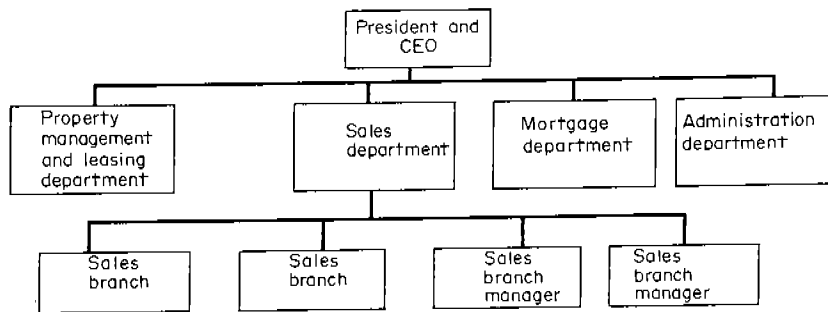 President and
CEO
Property
management
and leasing
department
Sales
department
Mortgage
department
Administration
department
Sales
branch
Sales
branch
Sales
branch
manager
Sales
branch
manager